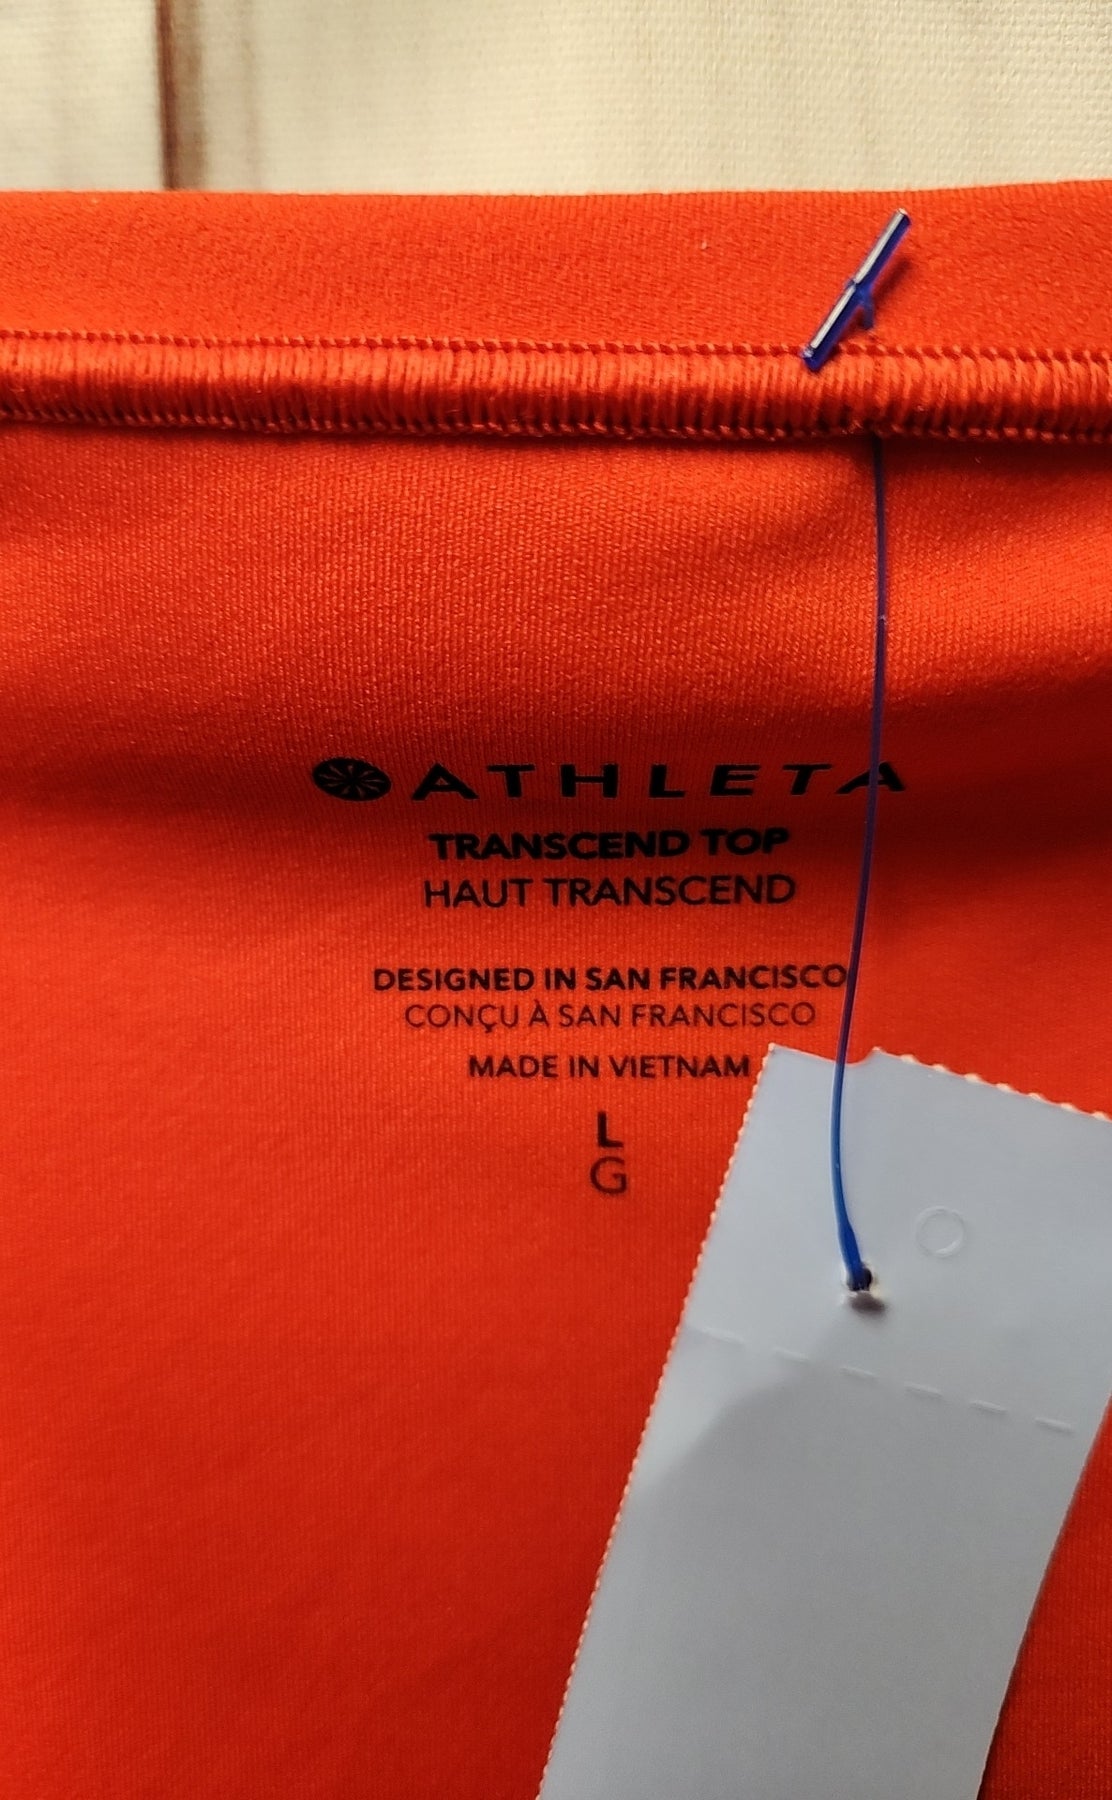 ATHLETA
TRANSCEND TOP
HAUT TRANSCEND
DESIGNED IN SAN FRANCISCO
CONÇU À SAN FRANCISCO
MADE IN VIETNAM
L
G